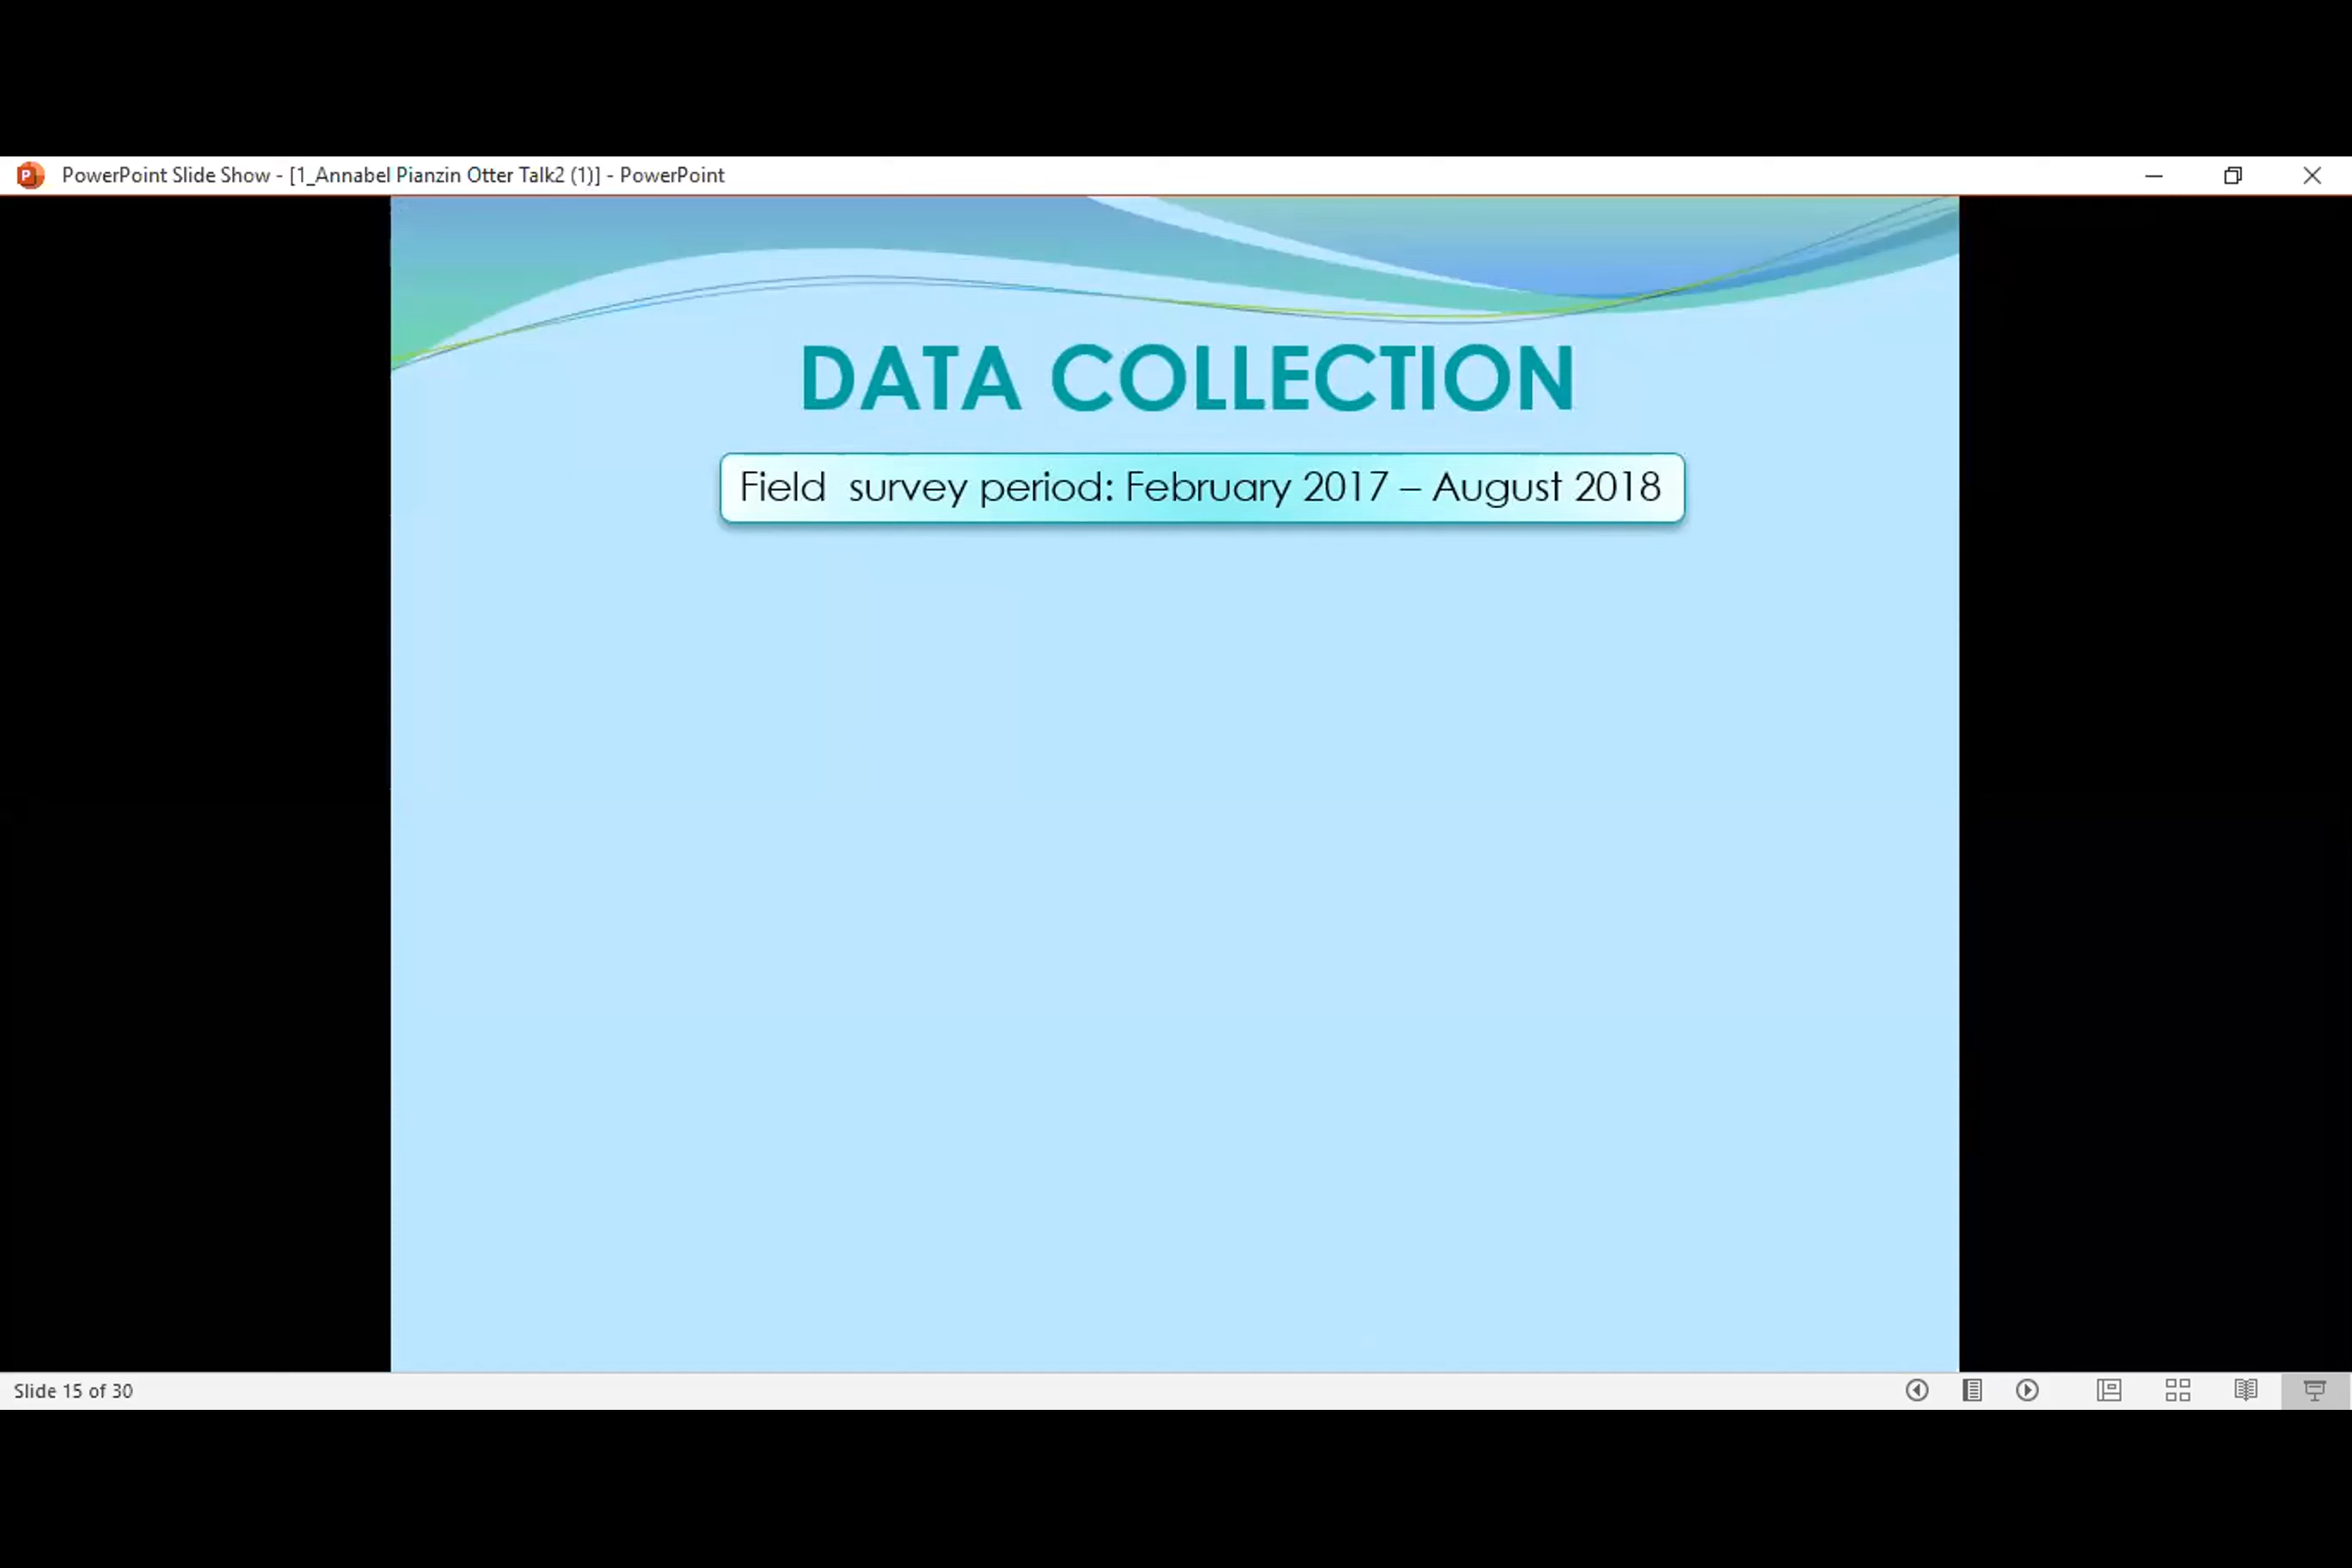 PowerPoint Slide Show - [1_Annabel Pianzin Otter Talk2 (1)] - PowerPoint
DATA COLLECTION
Field  survey period: February 2017 – August 2018
Slide 15 of 30